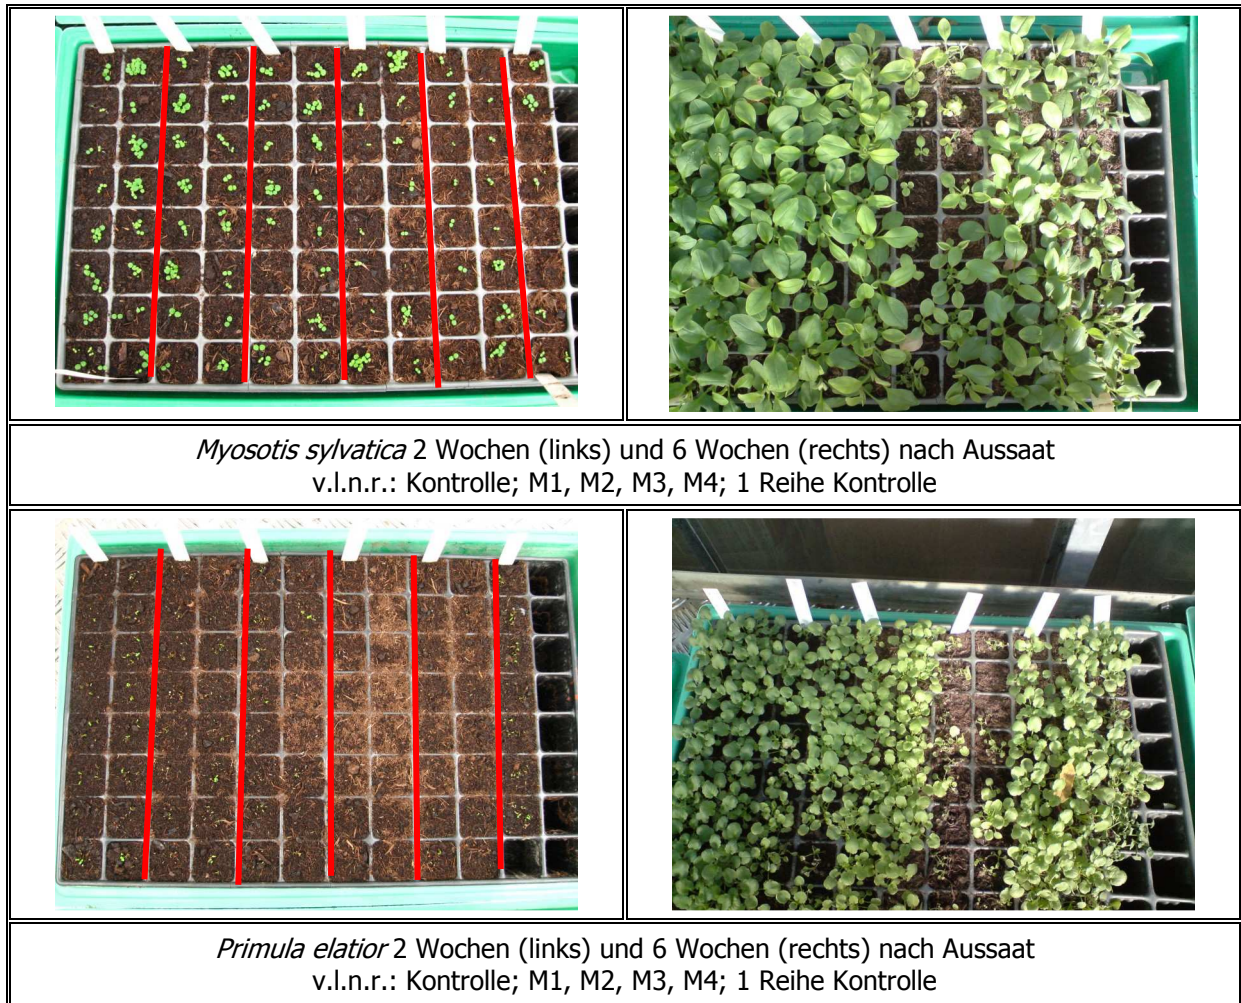 Myosotis sylvatica 2 Wochen (links) und 6 Wochen (rechts) nach Aussaat
v.l.n.r.: Kontrolle; M1, M2, M3, M4; 1 Reihe Kontrolle
Primula elatior 2 Wochen (links) und 6 Wochen (rechts) nach Aussaat
v.l.n.r.: Kontrolle; M1, M2, M3, M4; 1 Reihe Kontrolle